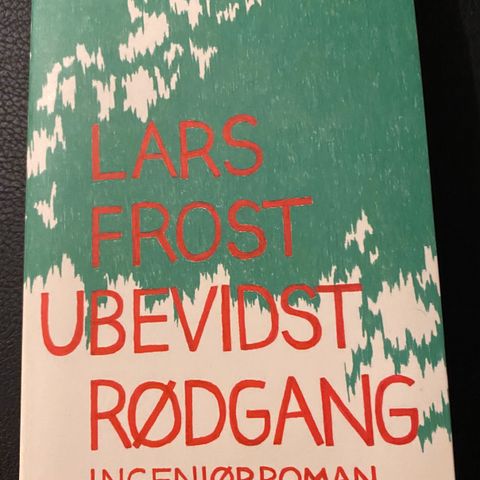 LARS
FROST
UBEVIDST
RØDGANG
INGENIØRROMAN